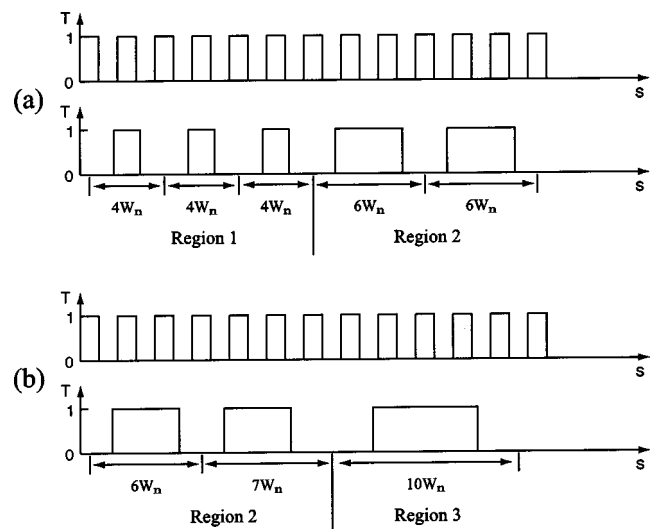 T
1
0
S
(a)
T
1
0
S
4Wn 4Wn 4Wn 6Wn 6Wn
Region 1 Region 2
T
1
0
S
(b)
T
1
0
S
6Wn 7Wn 10Wn
Region 2 Region 3